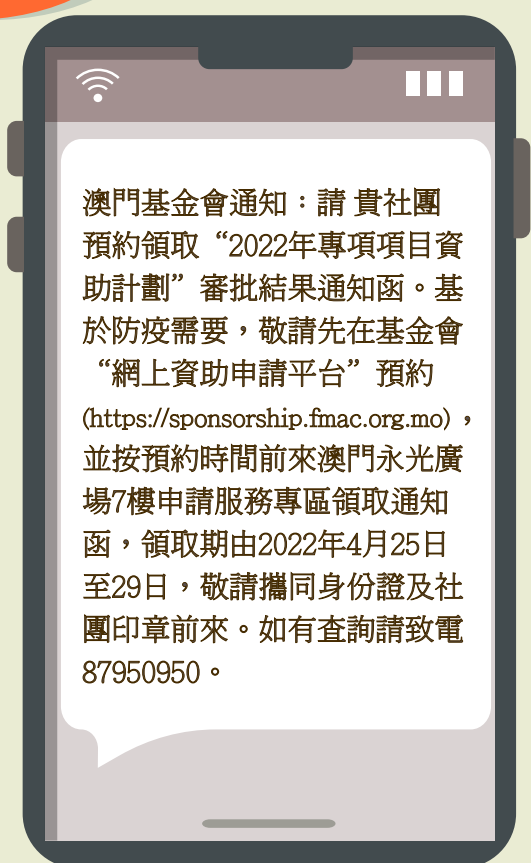 澳門基金會通知：請 貴社團
預約領取“2022年專項項目資
助計劃”審批結果通知函。基
於防疫需要，敬請先在基金會
“網上資助申請平台”預約
(https://sponsorship.fmac.org.mo)，
並按預約時間前來澳門永光廣
場7樓申請服務專區領取通知
函，領取期由2022年4月25日
至29日，敬請攜同身份證及社
團印章前來。如有查詢請致電
87950950。